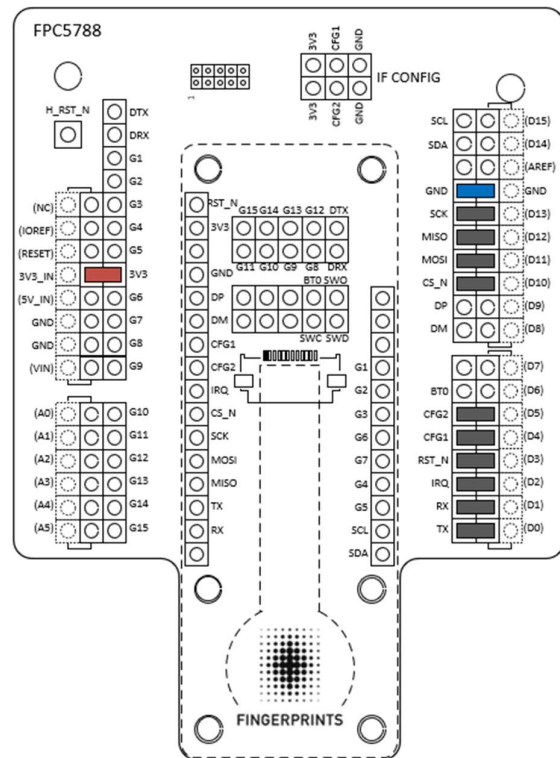 FPC5788
3V3 CFG1 GND
IF CONFIG
3V3 CFG2 GND
1
H_RST_N
DTX
DRX
G1
G2
(NC) G3
(IOREF) G4
(RESET) G5
3V3_IN 3V3
(5V_IN) G6
GND G7
GND G8
(VIN) G9
(A0) G10
(A1) G11
(A2) G12
(A3) G13
(A4) G14
(A5) G15
RST_N
3V3
GND
DP
DM
CFG1
CFG2
IRQ
CS_N
SCK
MOSI
MISO
TX
RX
G15 G14 G13 G12 DTX
G11 G10 G9 G8 DRX
BT0 SWO
SWC SWD
G1
G2
G3
G6
G7
G4
G5
SCL
SDA
SCL (D15)
SDA (D14)
(AREF)
GND GND
SCK (D13)
MISO (D12)
MOSI (D11)
CS_N (D10)
DP (D9)
DM (D8)
(D7)
BT0 (D6)
CFG2 (D5)
CFG1 (D4)
RST_N (D3)
IRQ (D2)
RX (D1)
TX (D0)
FINGERPRINTS